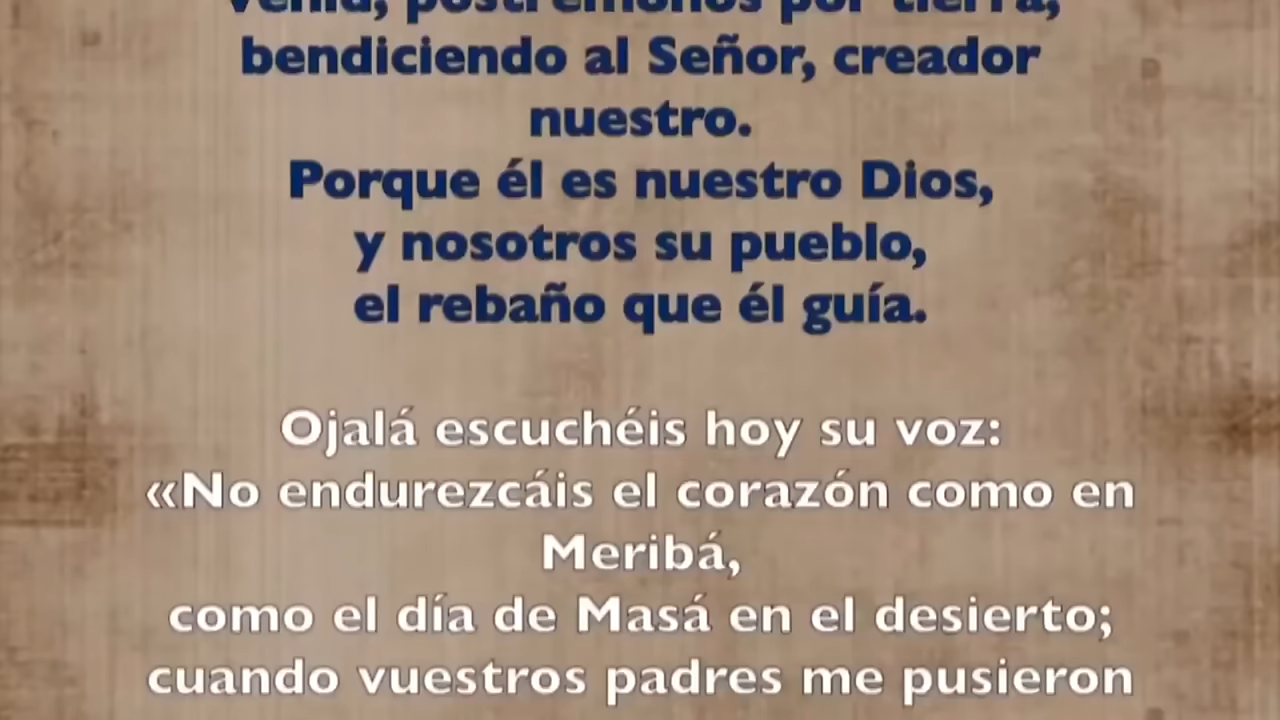 Venid, postrémonos por tierra,
bendiciendo al Señor, creador
nuestro.
Porque él es nuestro Dios,
y nosotros su pueblo,
el rebaño que él guía.
Ojalá escuchéis hoy su voz:
«No endurezcáis el corazón como en
Meribá,
como el día de Masá en el desierto;
cuando vuestros padres me pusieron